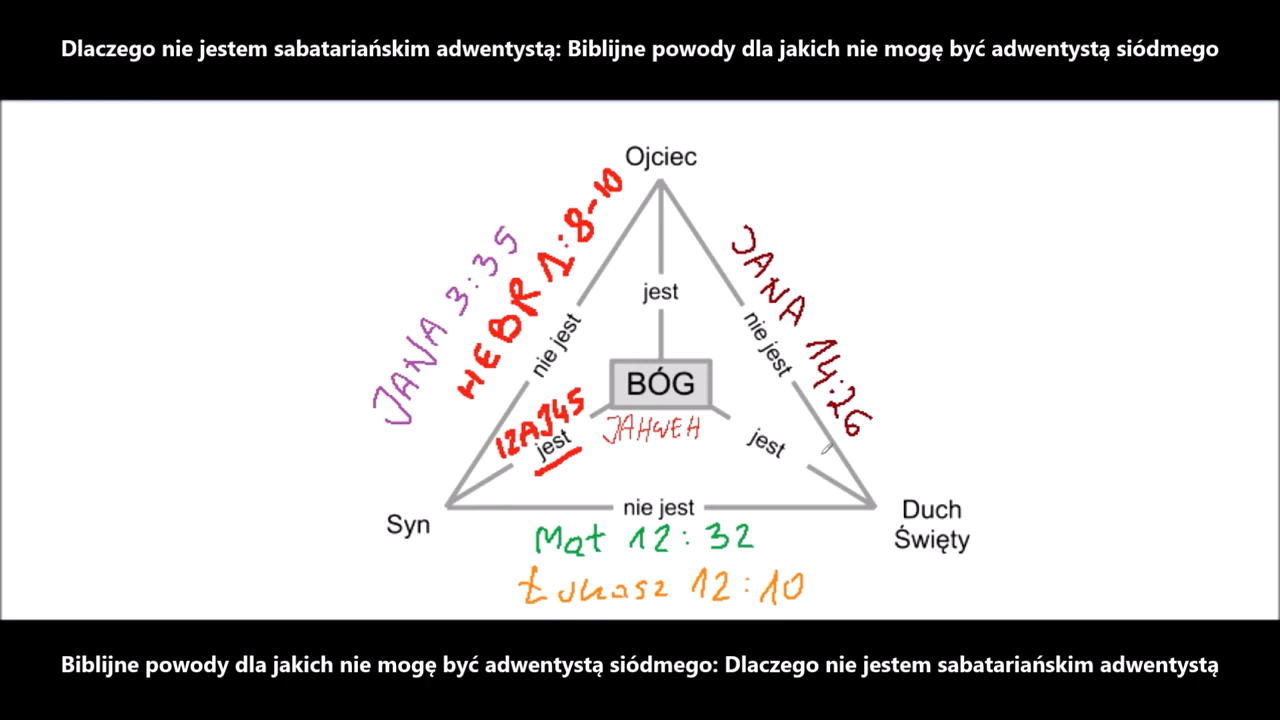 Dlaczego nie jestem sabatariańskim adwentystą: Biblijne powody dla jakich nie mogę być adwentystą siódmego
Ojciec
JANA 3:35
HEBR 1:8-10
nie jest
jest
nie jest
JANA 14:26
BÓG
JAHWEH
IZAJ45
jest
jest
Syn
nie jest
Duch
Święty
Mat 12:32
Łukasz 12:10
Biblijne powody dla jakich nie mogę być adwentystą siódmego: Dlaczego nie jestem sabatariańskim adwentystą